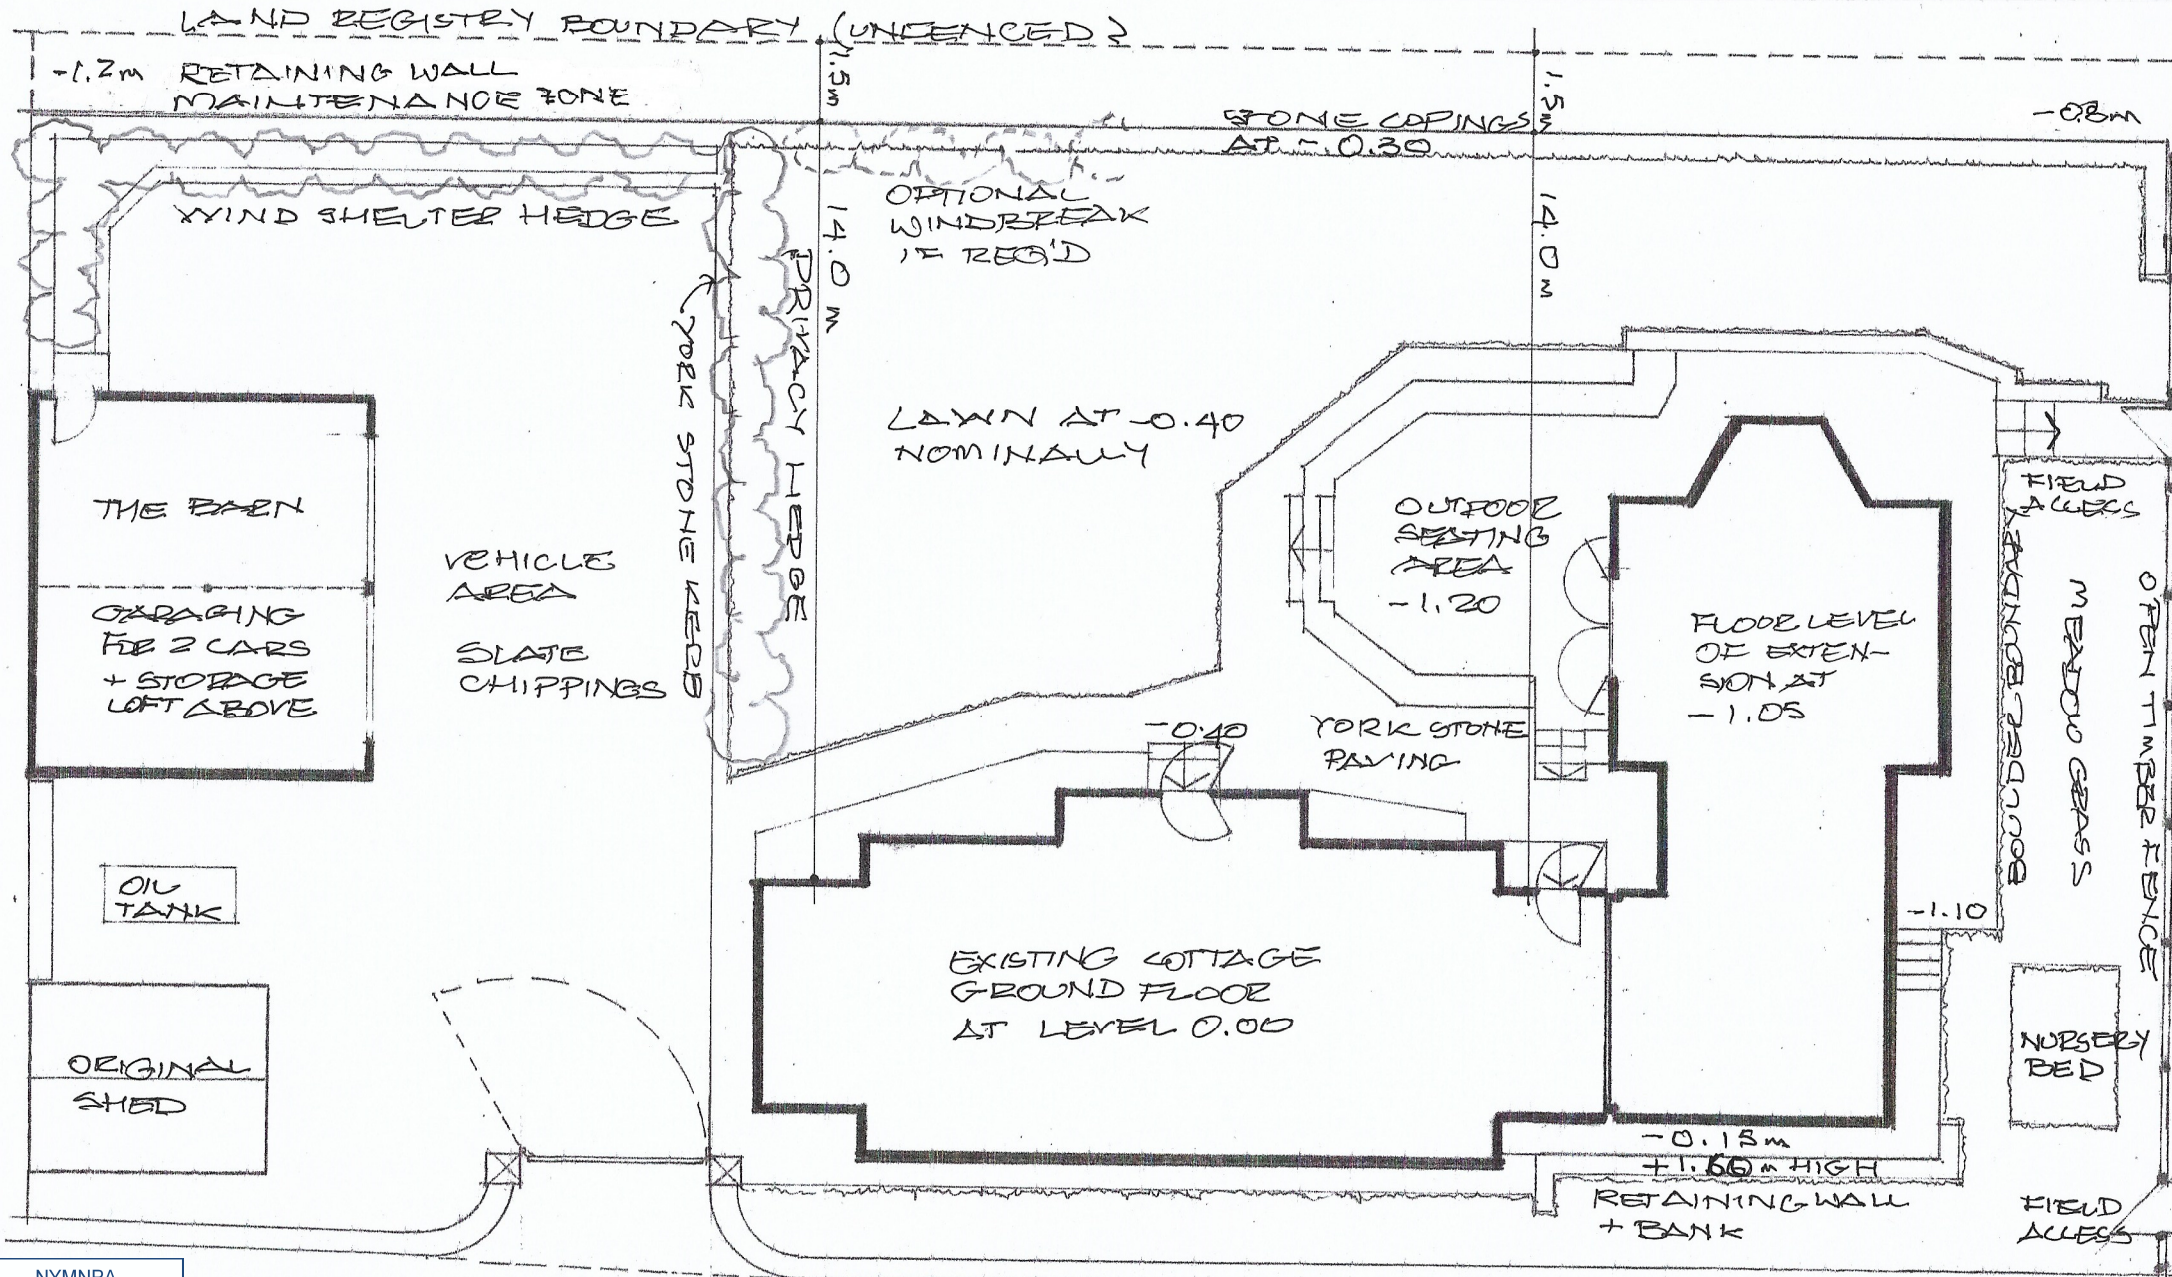 LAND REGISTRY BOUNDARY (UNFENCED)
-1.2m RETAINING WALL
MAINTENANCE ZONE
1.5m
1.5m
STONE COPINGS
AT -0.30
-0.8m
WIND SHELTER HEDGE
OPTIONAL
WINDBREAK
IF REQ'D
14.0 m
14.0 m
PRIVACY HEDGE
YORK STONE KERB
LAWN AT -0.40
NOMINALLY
THE BARN
GARAGING
FOR 2 CARS
+ STORAGE
LOFT ABOVE
VEHICLE
AREA
SLATE
CHIPPINGS
OUTDOOR
SEATING
AREA
-1.20
FLOOR LEVEL
OF EXTEN-
SION AT
-1.05
FIELD
ACCESS
BOUNDARY
MEADOW GRASS
OPEN TIMBER FENCE
-0.40
YORK STONE
PAVING
OIL
TANK
-1.10
EXISTING COTTAGE
GROUND FLOOR
AT LEVEL 0.00
ORIGINAL
SHED
NURSERY
BED
-0.15m
+1.60m HIGH
RETAINING WALL
+ BANK
FIELD
ACCESS
NYMNPA